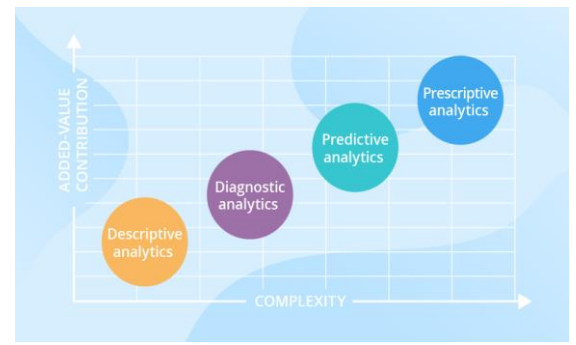 ADDED-VALUE
CONTRIBUTION
Prescriptive
analytics
Predictive
analytics
Diagnostic
analytics
Descriptive
analytics
COMPLEXITY